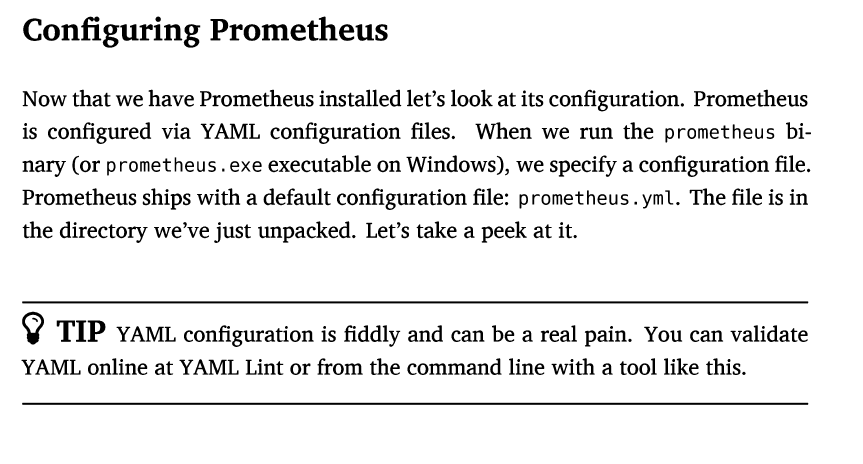 Configuring Prometheus
Now that we have Prometheus installed let’s look at its configuration. Prometheus
is configured via YAML configuration files. When we run the prometheus bi-
nary (or prometheus.exe executable on Windows), we specify a configuration file.
Prometheus ships with a default configuration file: prometheus.yml. The file is in
the directory we’ve just unpacked. Let’s take a peek at it.
TIP YAML configuration is fiddly and can be a real pain. You can validate
YAML online at YAML Lint or from the command line with a tool like this.